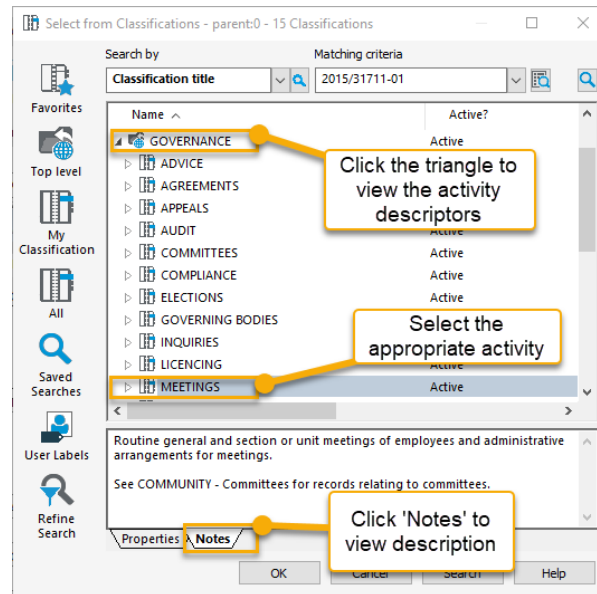 Select from Classifications - parent:0 - 15 Classifications
Search by
Matching criteria
Classification title
2015/31711-01
Favorites
Top level
My
Classification
All
Saved
Searches
User Labels
Refine
Search
Name
Active?
GOVERNANCE
Active
ADVICE
AGREEMENTS
APPEALS
AUDIT
Active
COMMITTEES
Active
COMPLIANCE
Active
ELECTIONS
Active
GOVERNING BODIES
INQUIRIES
LICENCING
Active
MEETINGS
Active
Click the triangle to
view the activity
descriptors
Select the
appropriate activity
Routine general and section or unit meetings of employees and administrative
arrangements for meetings.
See COMMUNITY - Committees for records relating to committees.
Click 'Notes' to
view description
Properties
Notes
OK
Cancel
Search
Help